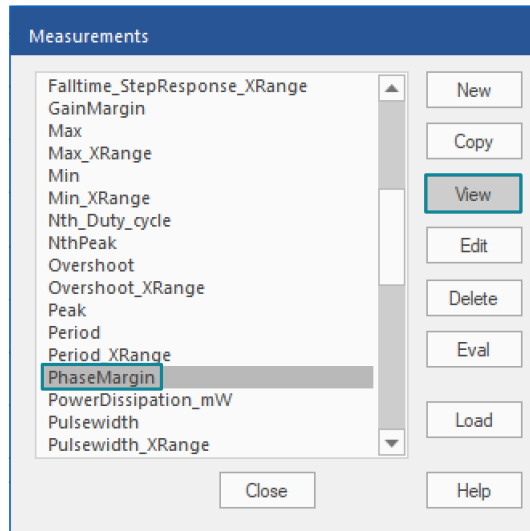 Measurements
Falltime_StepResponse_XRange
GainMargin
Max
Max_XRange
Min
Min_XRange
Nth_Duty_cycle
NthPeak
Overshoot
Overshoot_XRange
Peak
Period
Period_XRange
PhaseMargin
PowerDissipation_mW
Pulsewidth
Pulsewidth_XRange
New
Copy
View
Edit
Delete
Eval
Load
Close
Help